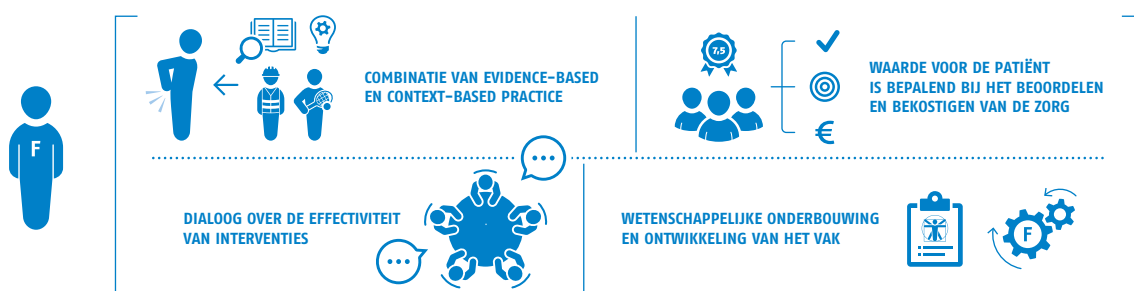 F
COMBINATIE VAN EVIDENCE-BASED
EN CONTEXT-BASED PRACTICE
7,5
WAARDE VOOR DE PATIËNT
IS BEPALEND BIJ HET BEOORDELEN
EN BEKOSTIGEN VAN DE ZORG
€
DIALOOG OVER DE EFFECTIVITEIT
VAN INTERVENTIES
WETENSCHAPPELIJKE ONDERBOUWING
EN ONTWIKKELING VAN HET VAK
F